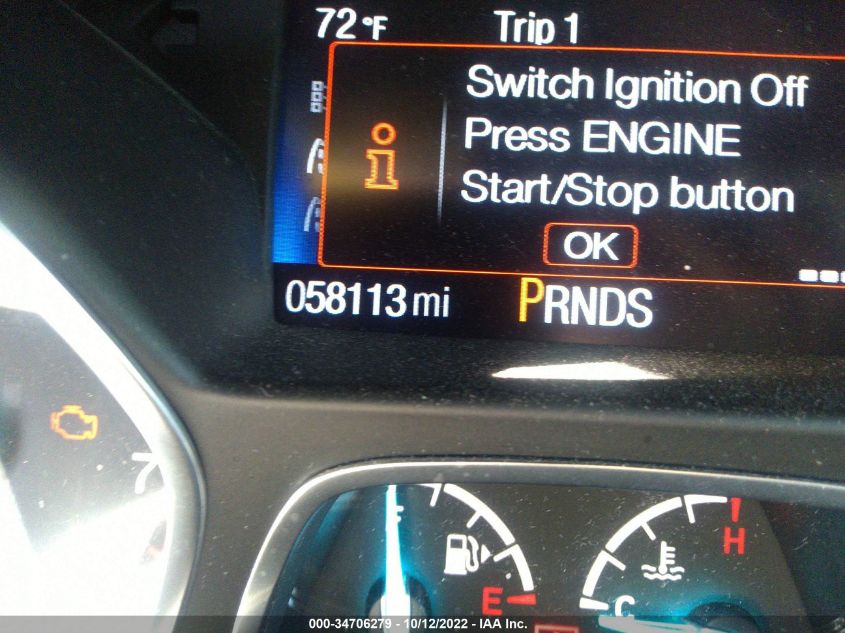 72°F Trip 1
Switch Ignition Off
Press ENGINE
Start/Stop button
OK
058113 mi PRNDS
7
F
E
H
C
000-34706279 - 10/12/2022 - IAA Inc.